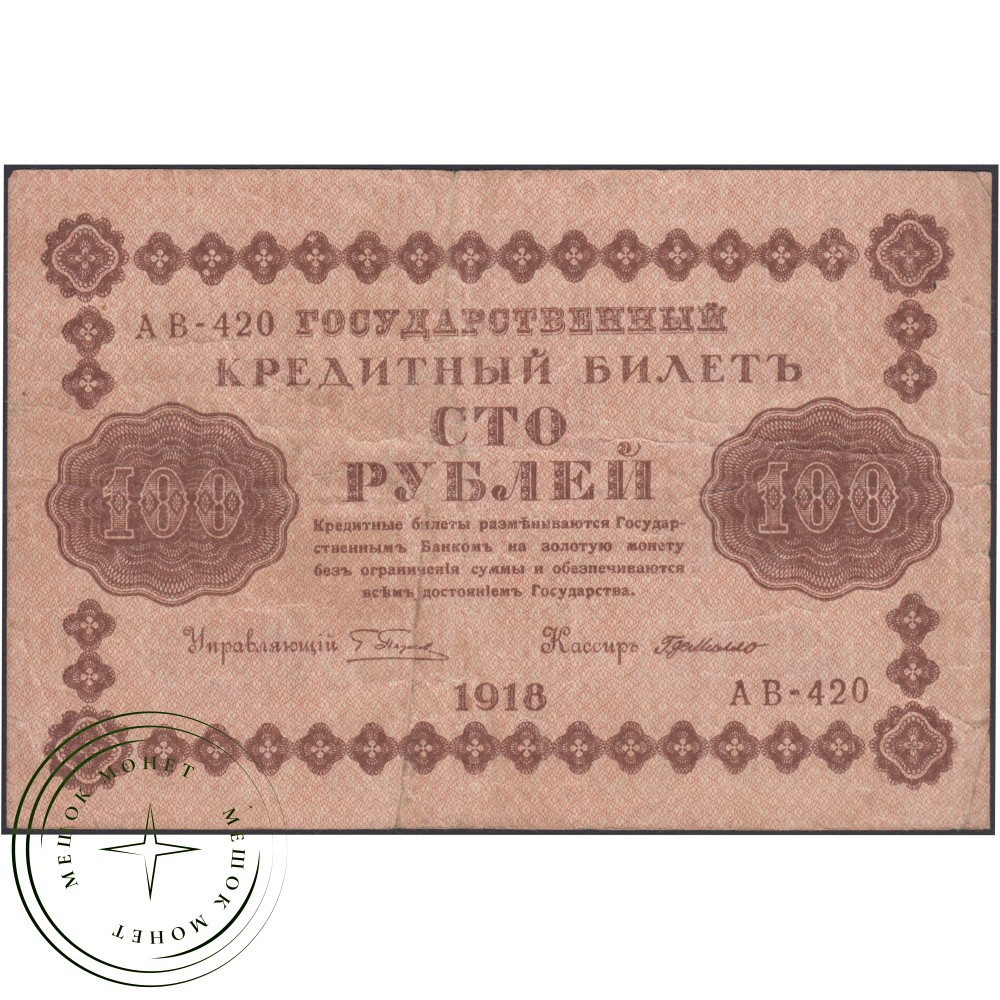 АВ-420 ГОСУДАРСТВЕННЫЙ
КРЕДИТНЫЙ БИЛЕТЪ
СТО
РУБЛЕЙ
100
100
Кредитные билеты размѣниваются Государ-
ственнымъ Банкомъ на золотую монету
безъ ограниченія суммы и обезпечиваются
всѣмъ достояніемъ Государства.
Управляющій
Кассиръ
1918
АВ-420
МЕШОК МОНЕТ
МЕШОК МОНЕТ